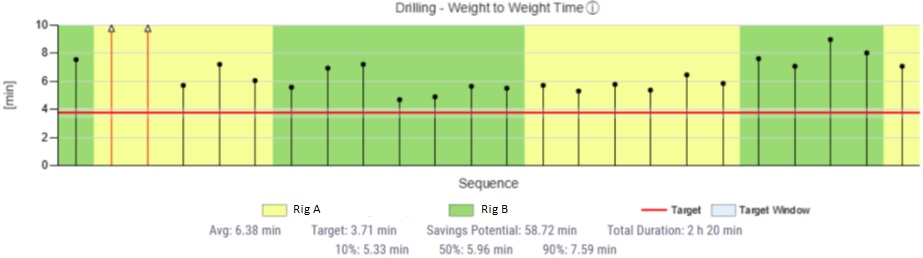 Drilling - Weight to Weight Time ⓘ
10
8
6
4
2
0
[min]
Sequence
Rig A Rig B Target Target Window
Avg: 6.38 min Target: 3.71 min Savings Potential: 58.72 min Total Duration: 2 h 20 min
10%: 5.33 min 50%: 5.96 min 90%: 7.59 min